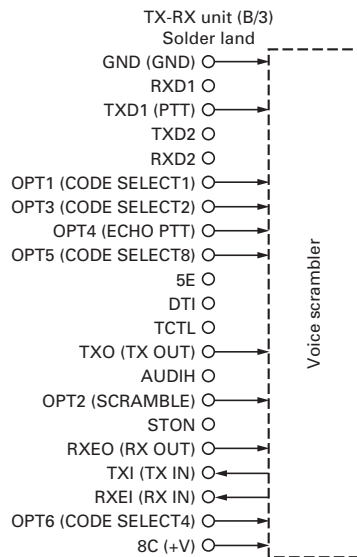 TX-RX unit (B/3)
Solder land
GND (GND)
RXD1
TXD1 (PTT)
TXD2
RXD2
OPT1 (CODE SELECT1)
OPT3 (CODE SELECT2)
OPT4 (ECHO PTT)
OPT5 (CODE SELECT8)
5E
DTI
TCTL
TXO (TX OUT)
AUDIH
OPT2 (SCRAMBLE)
STON
RXEO (RX OUT)
TXI (TX IN)
RXEI (RX IN)
OPT6 (CODE SELECT4)
8C (+V)
Voice scrambler